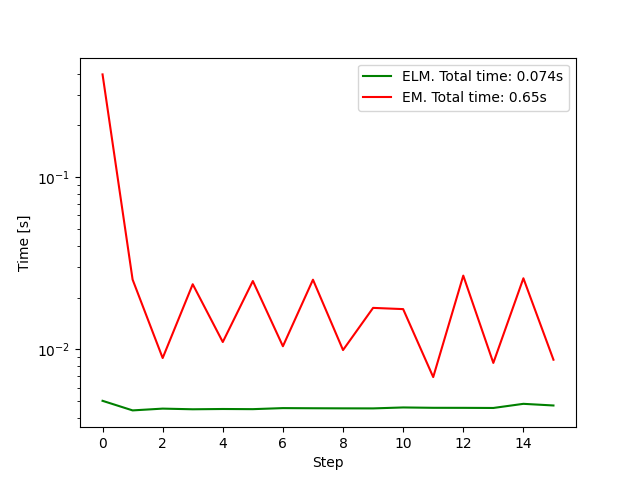 ELM. Total time: 0.074s
EM. Total time: 0.65s
10⁻¹
10⁻²
Time [s]
0 2 4 6 8 10 12 14
Step